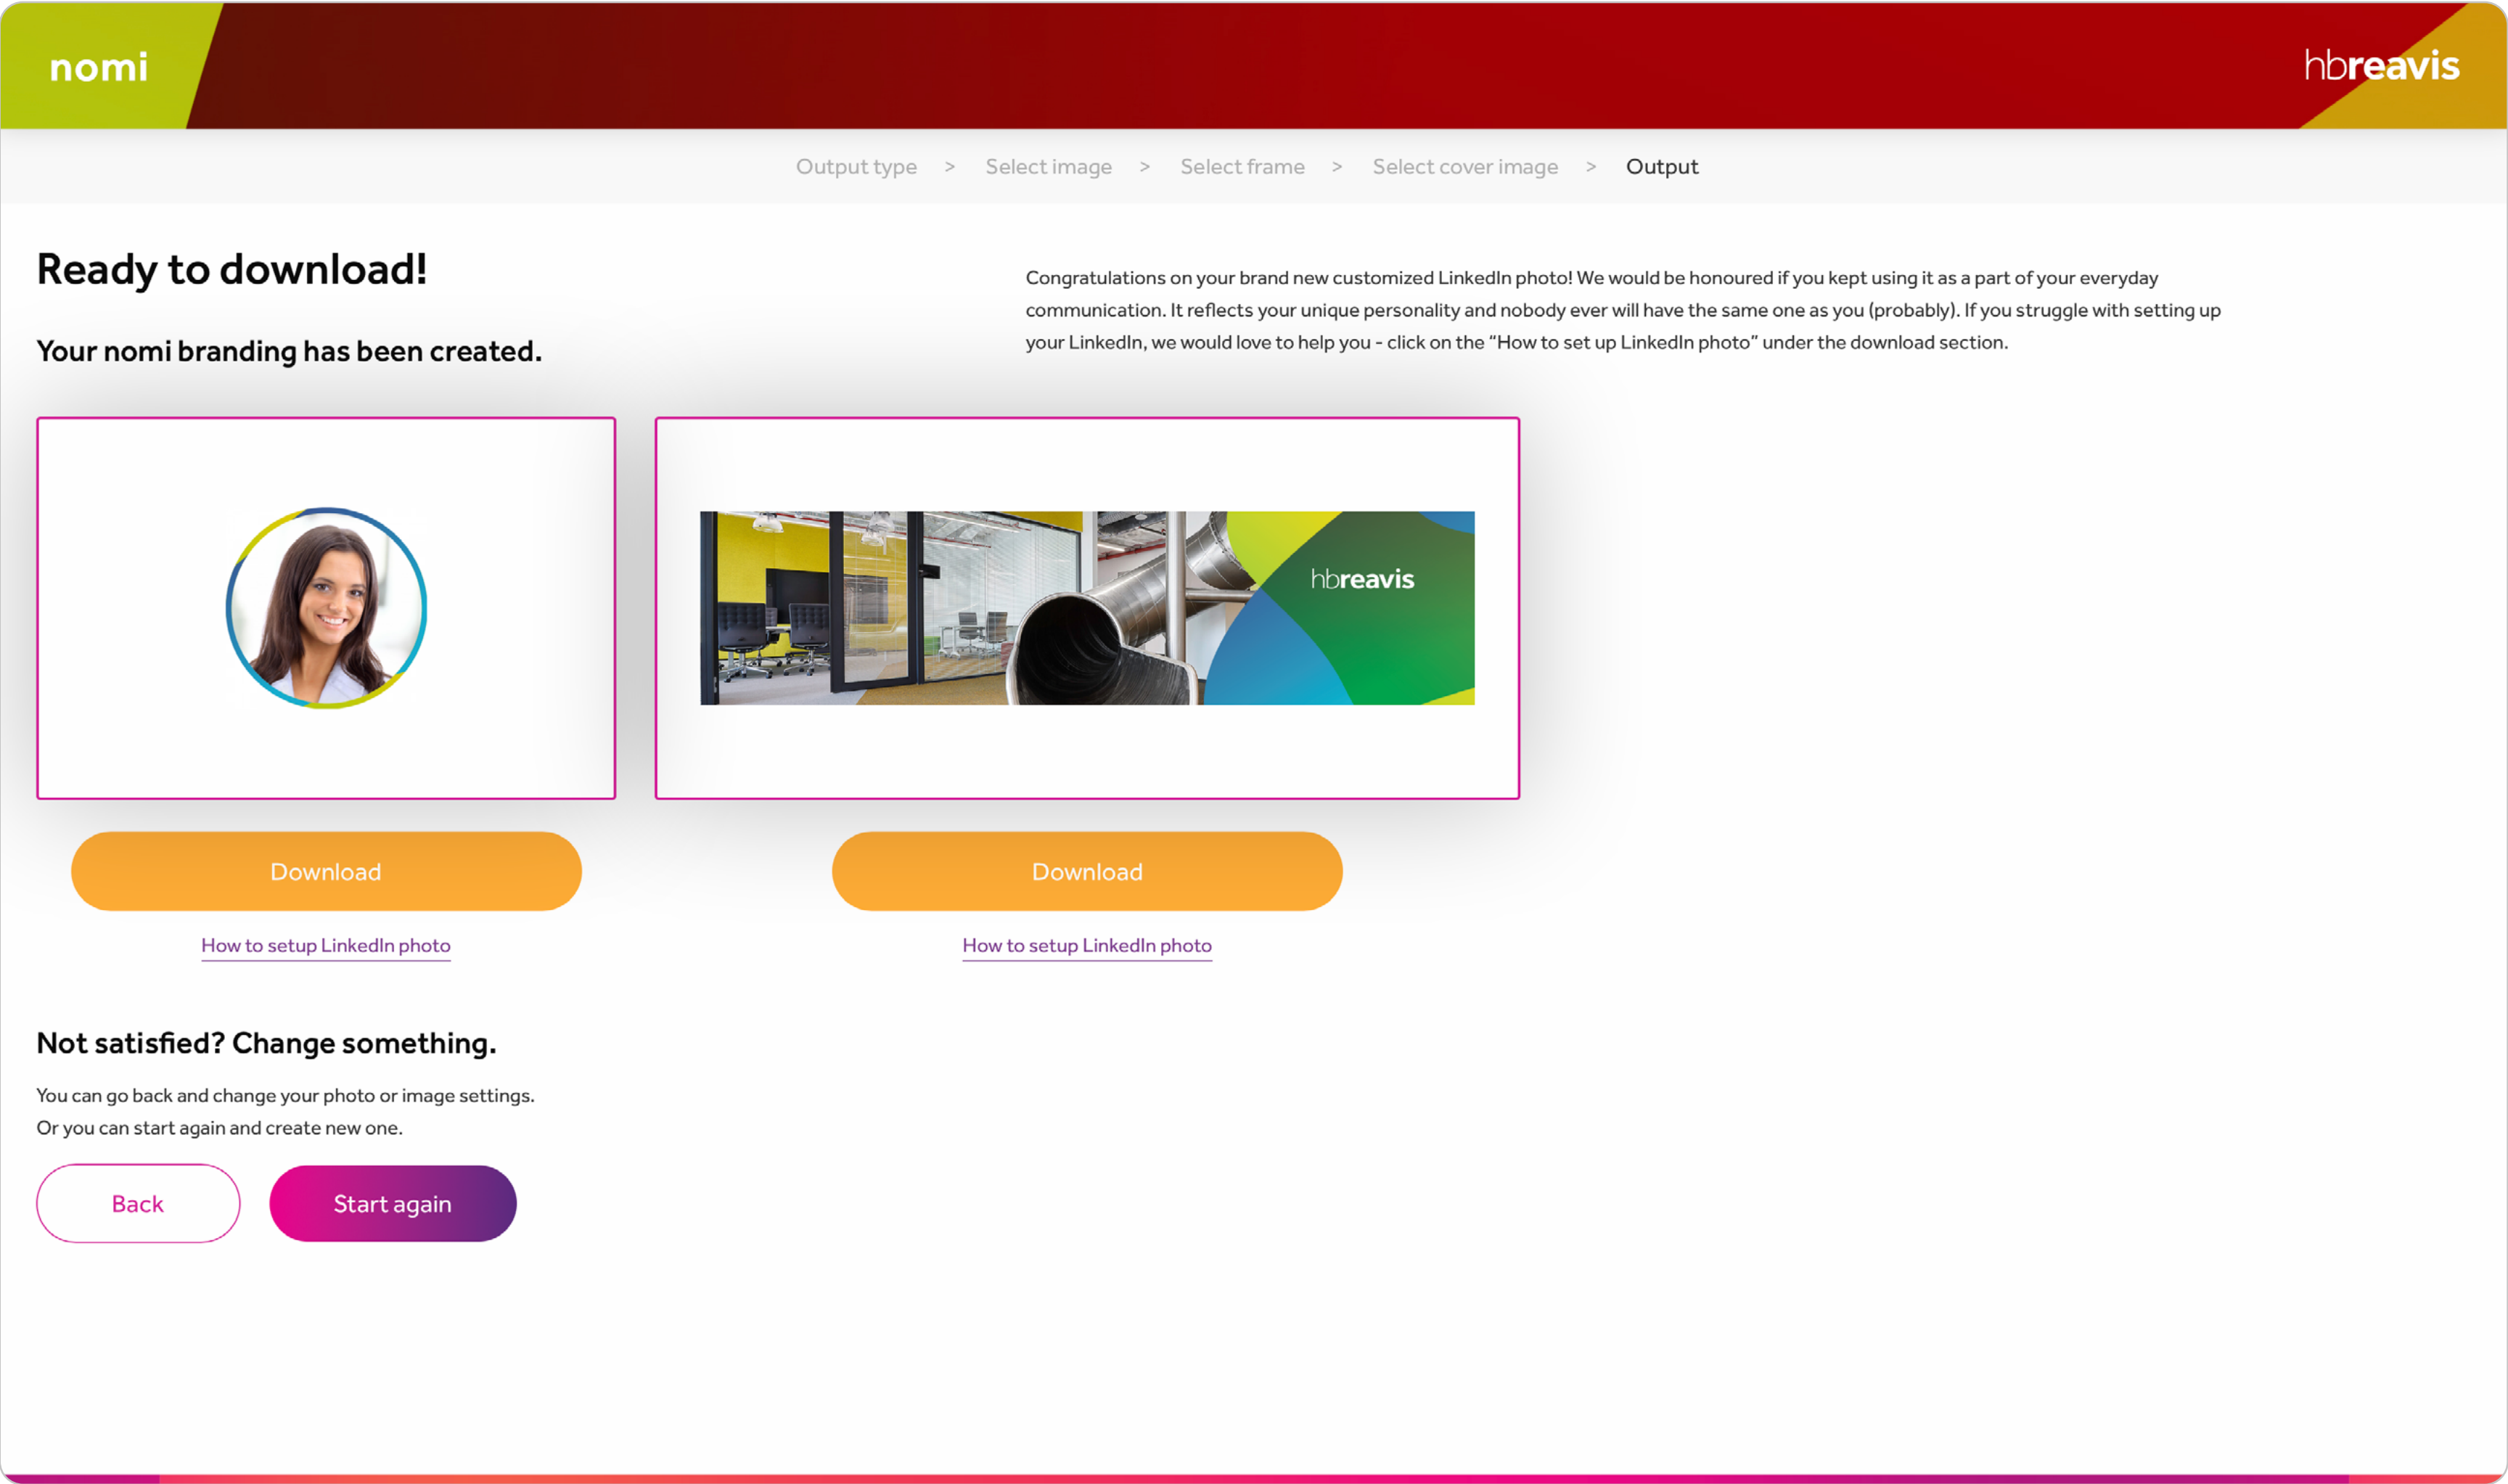 nomi
hbreavis
Output type > Select image > Select frame > Select cover image > Output
Ready to download!
Your nomi branding has been created.
Congratulations on your brand new customized LinkedIn photo! We would be honoured if you kept using it as a part of your everyday
communication. It reflects your unique personality and nobody ever will have the same one as you (probably). If you struggle with setting up
your LinkedIn, we would love to help you - click on the “How to set up LinkedIn photo” under the download section.
hbreavis
Download
Download
How to setup LinkedIn photo
How to setup LinkedIn photo
Not satisfied? Change something.
You can go back and change your photo or image settings.
Or you can start again and create new one.
Back
Start again